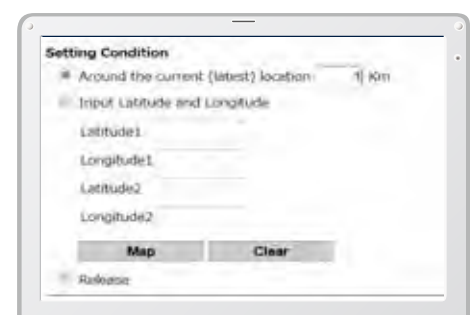 Setting Condition
Around the current (latest) location 1 Km
Input Latitude and Longitude
Latitude1
Longitude1
Latitude2
Longitude2
Map Clear
Release